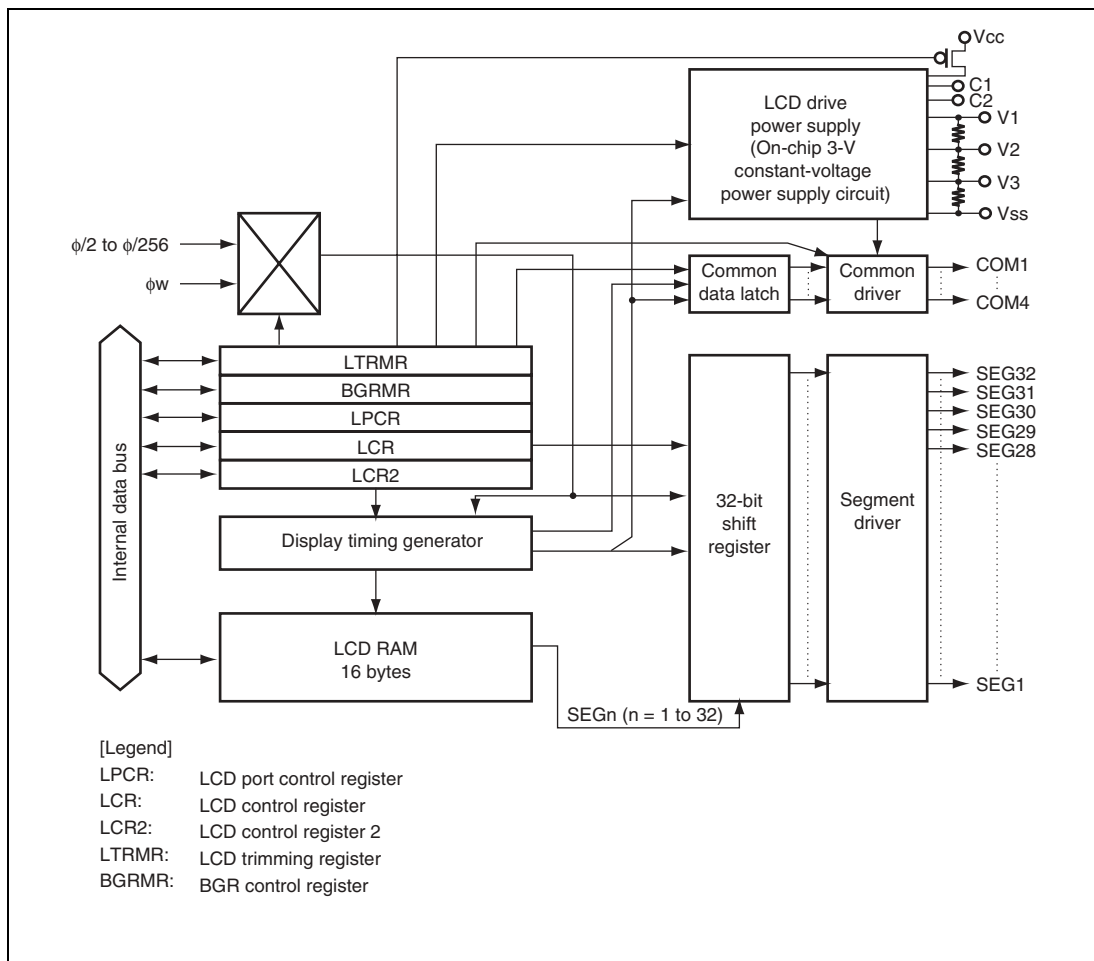 Vcc
C1
C2
V1
V2
V3
Vss
LCD drive
power supply
(On-chip 3-V
constant-voltage
power supply circuit)
ϕ/2 to ϕ/256
ϕw
Common
data latch
Common
driver
COM1
COM4
LTRMR
BGRMR
LPCR
LCR
LCR2
Internal data bus
Display timing generator
LCD RAM
16 bytes
32-bit
shift
register
Segment
driver
SEG32
SEG31
SEG30
SEG29
SEG28
SEG1
SEGn (n = 1 to 32)
[Legend]
LPCR: LCD port control register
LCR: LCD control register
LCR2: LCD control register 2
LTRMR: LCD trimming register
BGRMR: BGR control register